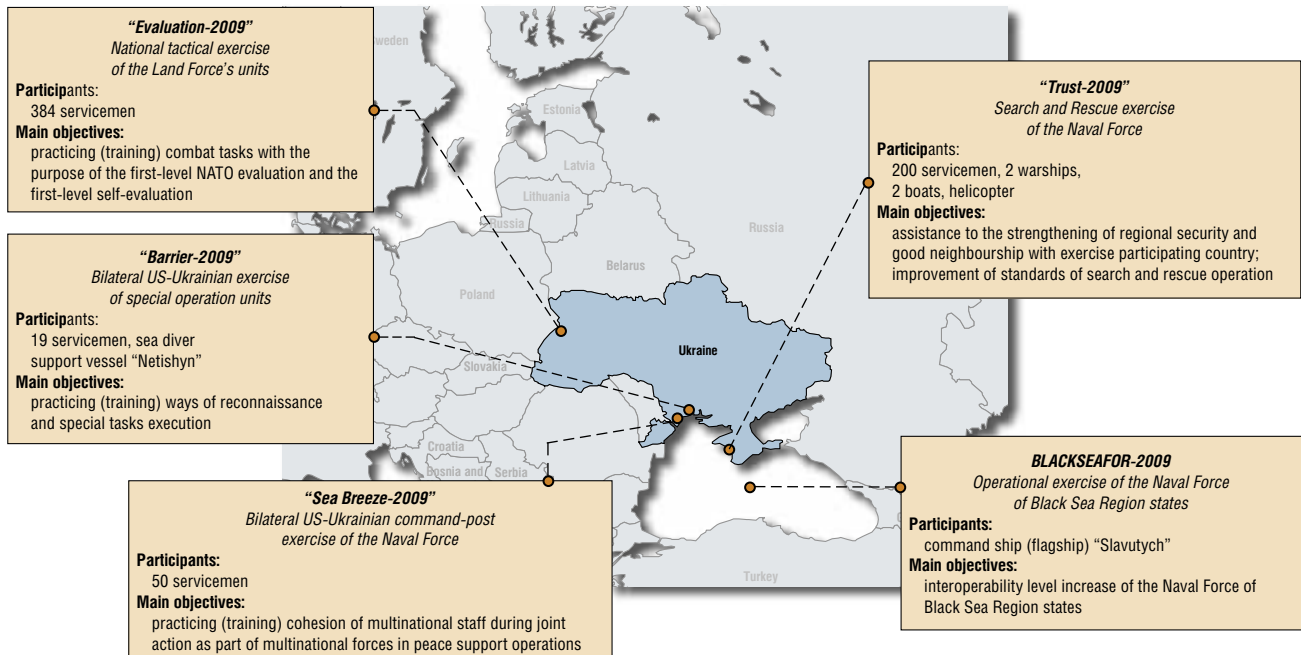 "Evaluation-2009"
National tactical exercise
of the Land Force's units
Participants:
384 servicemen
Main objectives:
practicing (training) combat tasks with the
purpose of the first-level NATO evaluation and the
first-level self-evaluation
"Barrier-2009"
Bilateral US-Ukrainian exercise
of special operation units
Participants:
19 servicemen, sea diver
support vessel "Netishyn"
Main objectives:
practicing (training) ways of reconnaissance
and special tasks execution
"Sea Breeze-2009"
Bilateral US-Ukrainian command-post
exercise of the Naval Force
Participants:
50 servicemen
Main objectives:
practicing (training) cohesion of multinational staff during joint
action as part of multinational forces in peace support operations
"Trust-2009"
Search and Rescue exercise
of the Naval Force
Participants:
200 servicemen, 2 warships,
2 boats, helicopter
Main objectives:
assistance to the strengthening of regional security and
good neighbourship with exercise participating country;
improvement of standards of search and rescue operation
BLACKSEAFOR-2009
Operational exercise of the Naval Force
of Black Sea Region states
Participants:
command ship (flagship) "Slavutych"
Main objectives:
interoperability level increase of the Naval Force of
Black Sea Region states
Estonia
Latvia
Lithuania
Russia
Russia
Belarus
Poland
Ukraine
Slovakia
Croatia
Bosnia and
Serbia
Turkey